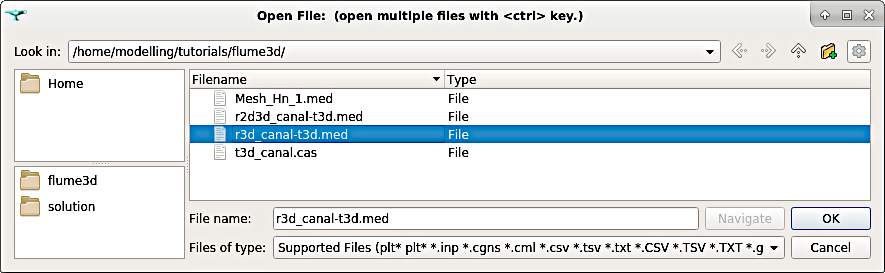 Open File:  (open multiple files with <ctrl> key.)
Look in: /home/modelling/tutorials/flume3d/
Home
flume3d
solution
Filename Type
Mesh_Hn_1.med File
r2d3d_canal-t3d.med File
r3d_canal-t3d.med File
t3d_canal.cas File
File name: r3d_canal-t3d.med Navigate OK
Files of type: Supported Files (plt* plt* *.inp *.cgns *.cml *.csv *.tsv *.txt *.CSV *.TSV *.TXT *.g Cancel